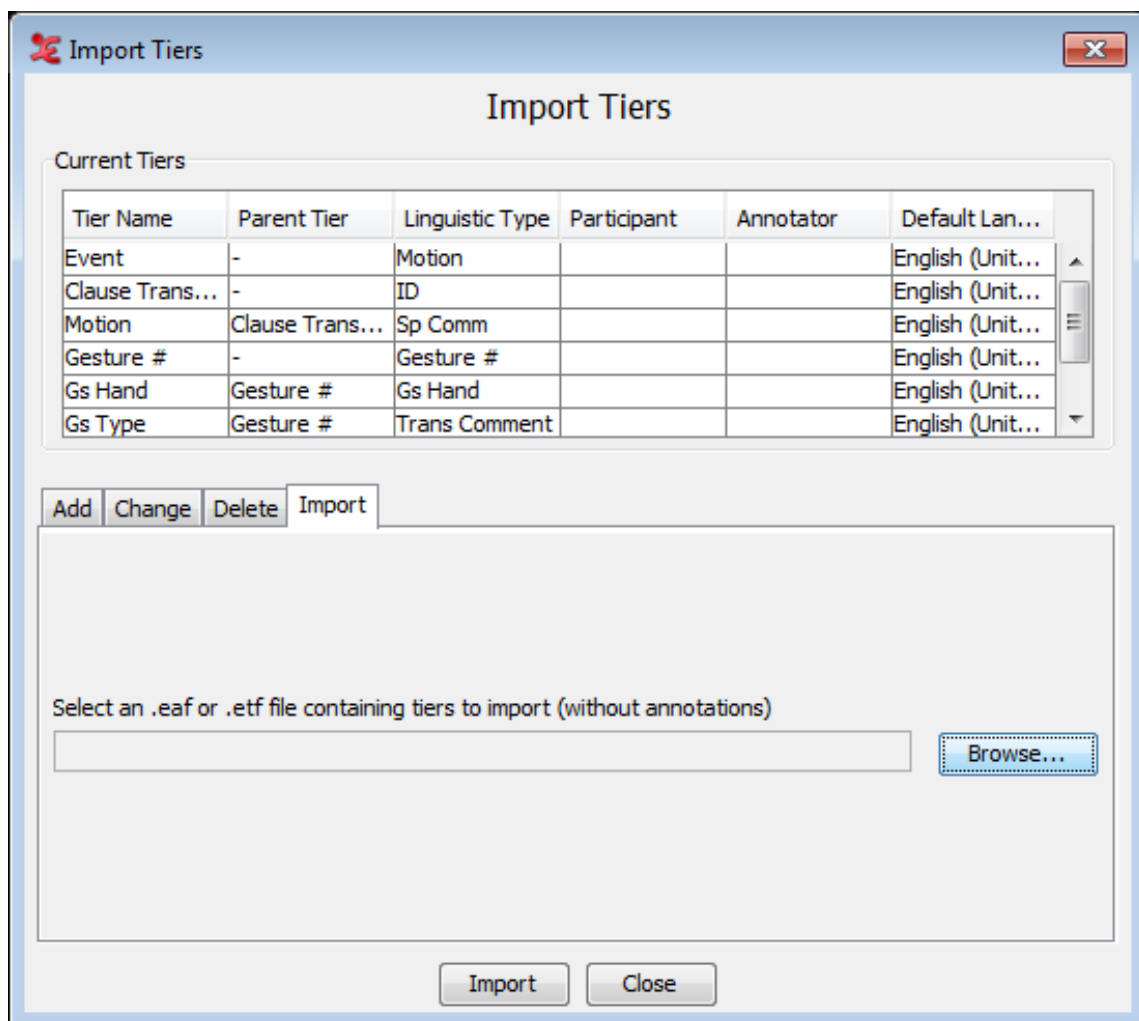 Import Tiers
Import Tiers
Current Tiers
Tier Name Parent Tier Linguistic Type Participant Annotator Default Lan...
Event - Motion English (Unit...
Clause Trans... - ID English (Unit...
Motion Clause Trans... Sp Comm English (Unit...
Gesture # - Gesture # English (Unit...
Gs Hand Gesture # Gs Hand English (Unit...
Gs Type Gesture # Trans Comment English (Unit...
Add Change Delete Import
Select an .eaf or .etf file containing tiers to import (without annotations)
Browse...
Import Close